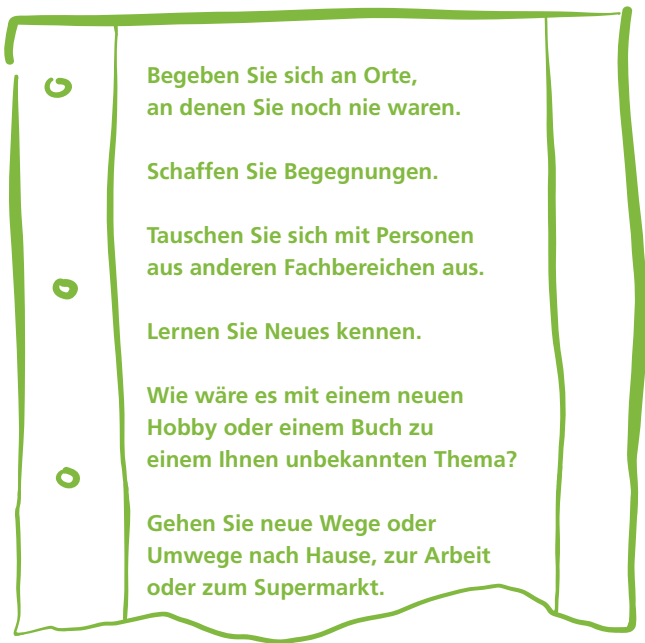 Begeben Sie sich an Orte,
an denen Sie noch nie waren.
Schaffen Sie Begegnungen.
Tauschen Sie sich mit Personen
aus anderen Fachbereichen aus.
Lernen Sie Neues kennen.
Wie wäre es mit einem neuen
Hobby oder einem Buch zu
einem Ihnen unbekannten Thema?
Gehen Sie neue Wege oder
Umwege nach Hause, zur Arbeit
oder zum Supermarkt.